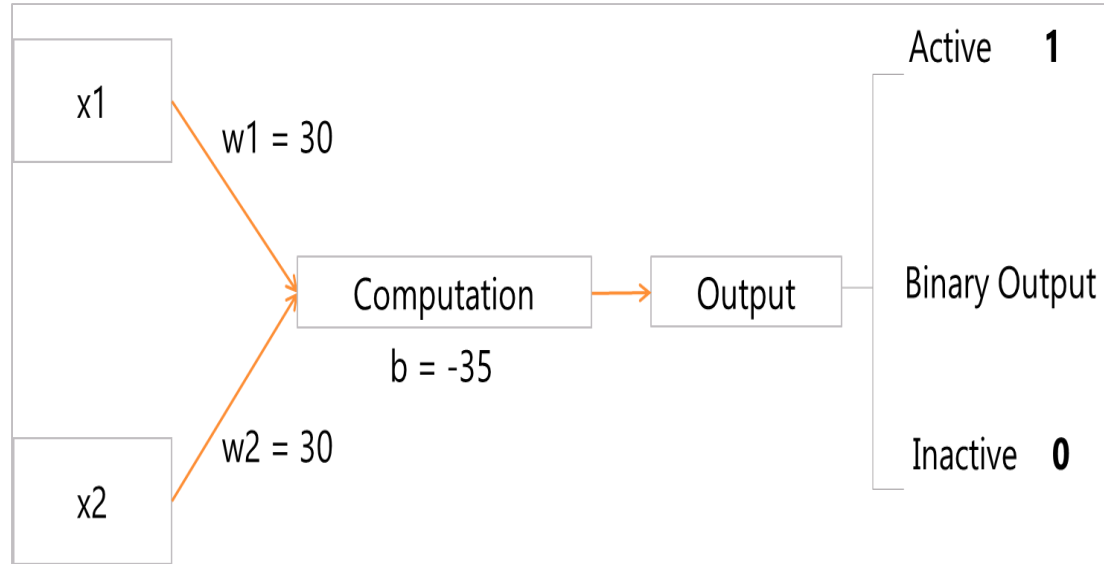 x1
w1 = 30
x2
w2 = 30
Computation
b = -35
Output
Active 1
Binary Output
Inactive 0